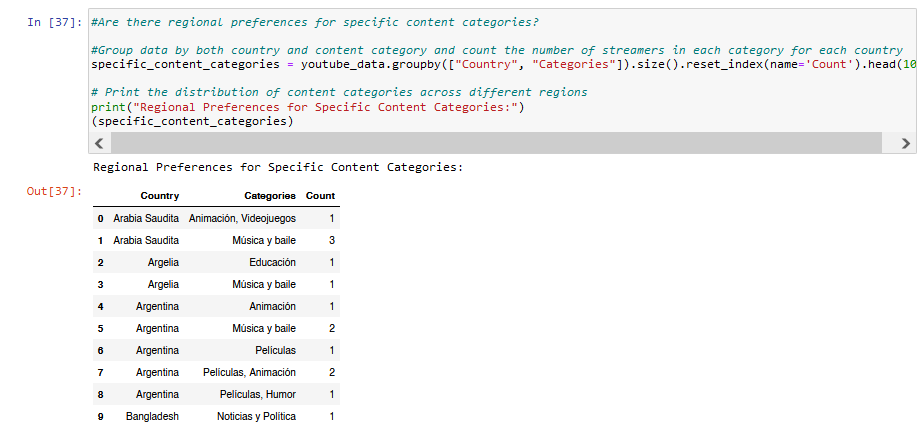 In [37]: #Are there regional preferences for specific content categories?
#Group data by both country and content category and count the number of streamers in each category for each country
specific_content_categories = youtube_data.groupby(["Country", "Categories"]).size().reset_index(name='Count').head(10
# Print the distribution of content categories across different regions
print("Regional Preferences for Specific Content Categories:")
(specific_content_categories)
Regional Preferences for Specific Content Categories:
Out[37]:
Country Categories Count
0 Arabia Saudita Animación, Videojuegos 1
1 Arabia Saudita Música y baile 3
2 Argelia Educación 1
3 Argelia Música y baile 1
4 Argentina Animación 1
5 Argentina Música y baile 2
6 Argentina Películas 1
7 Argentina Películas, Animación 2
8 Argentina Películas, Humor 1
9 Bangladesh Noticias y Política 1